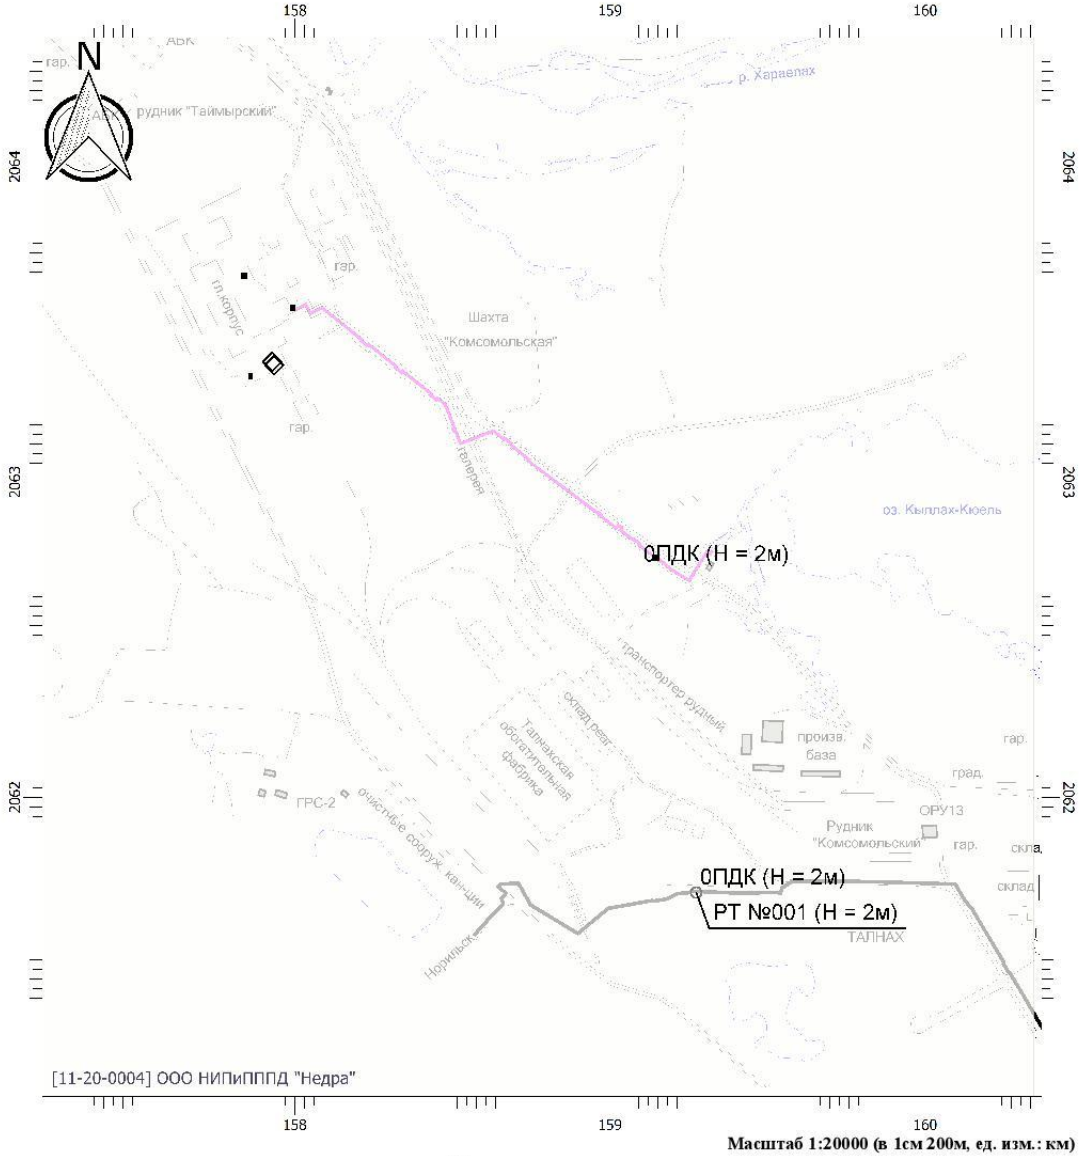 158 159 160
АБК
гар.
N
р. Хараелах
АБК
рудник "Таймырский"
2064
2064
гар.
гл.корпус
Шахта
"Комсомольская"
гар.
галерея
2063
2063
оз. Кыллах-Кюель
0ПДК (Н = 2м)
транспортер рудный
склад реаг.
Талнахская
обогатительная
фабрика
произв.
база
гар.
град.
ГРС-2
2062
2062
очистные сооруж. кан-ции
ОРУ13
Рудник
"Комсомольский"
гар.
скла
склад
0ПДК (Н = 2м)
РТ №001 (Н = 2м)
ТАЛНАХ
Норильск
[11-20-0004] ООО НИПиПППД "Недра"
158 159 160
Масштаб 1:20000 (в 1см 200м, ед. изм.: км)